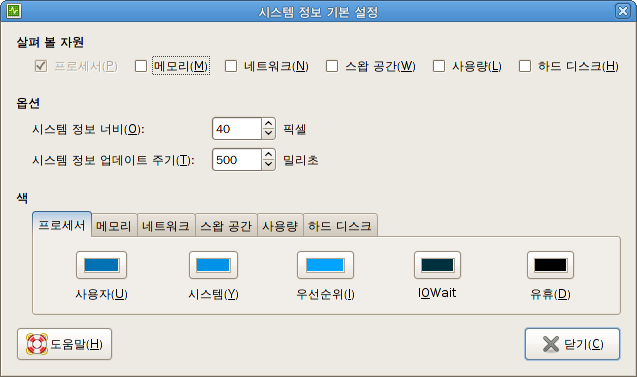 시스템 정보 기본 설정
살펴 볼 자원
프로세서(P) 메모리(M) 네트워크(N) 스왑 공간(W) 사용량(L) 하드 디스크(H)
옵션
시스템 정보 너비(O): 40 픽셀
시스템 정보 업데이트 주기(T): 500 밀리초
색
프로세서 메모리 네트워크 스왑 공간 사용량 하드 디스크
사용자(U) 시스템(Y) 우선순위(I) IOWait 유휴(D)
도움말(H) 닫기(C)